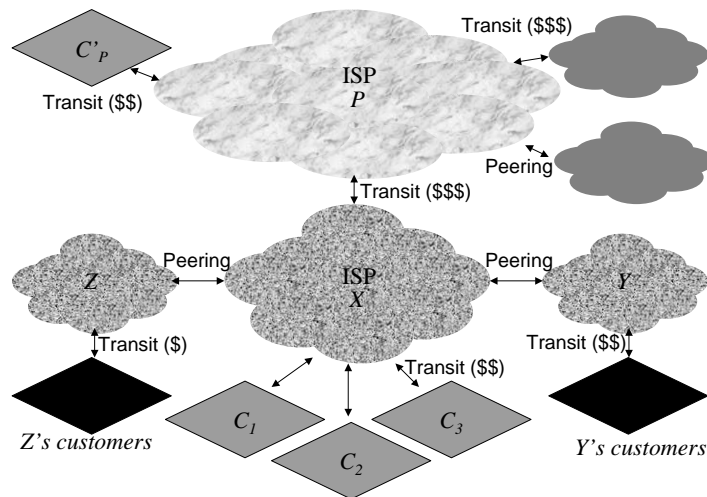 C'P
Transit ($$)
ISP
P
Transit ($$$)
Peering
Transit ($$$)
Z
Peering
ISP
X
Peering
Y
Transit ($)
Transit ($$)
Transit ($$)
C1
C2
C3
Z's customers
Y's customers